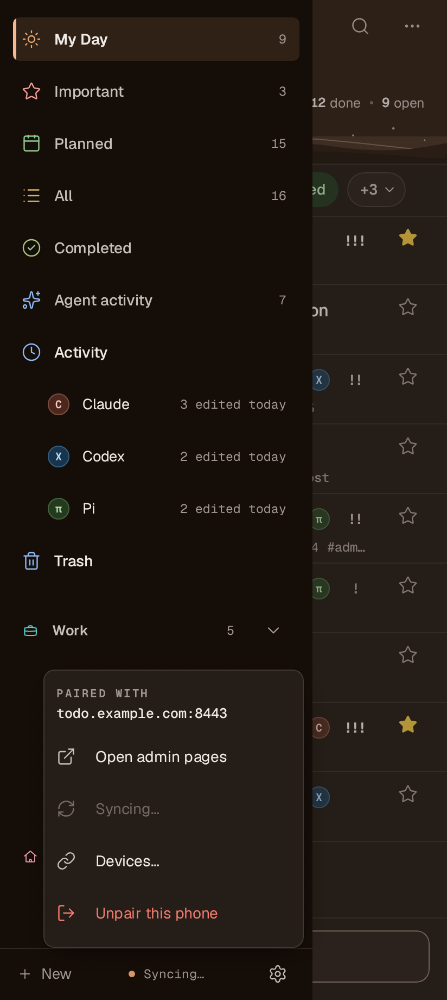 My Day 9
12 done • 9 open
Important 3
Planned 15
All 16
ed +3
Completed
!!!
Agent activity 7
on
Activity
X !!
C Claude 3 edited today
X Codex 2 edited today
ost
π Pi 2 edited today
π !!
4 #adm…
Trash
π !
Work 5
PAIRED WITH
todo.example.com:8443
C !!!
Open admin pages
Syncing…
X
Devices…
Unpair this phone
+ New
Syncing…